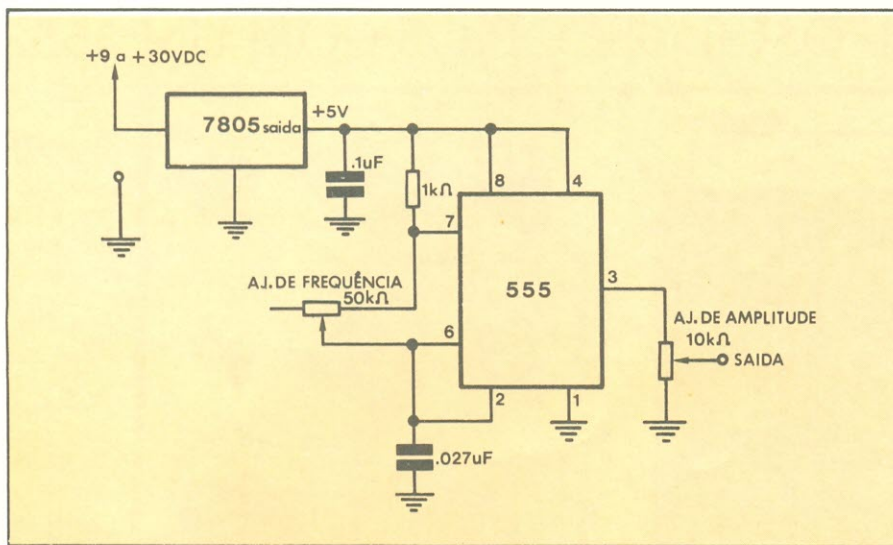 +9 a +30VDC
7805 saida
+5V
.1uF
1kΩ
8
4
7
AJ. DE FREQUÊNCIA
50kΩ
555
3
6
AJ. DE AMPLITUDE
10kΩ
SAIDA
2
1
.027uF